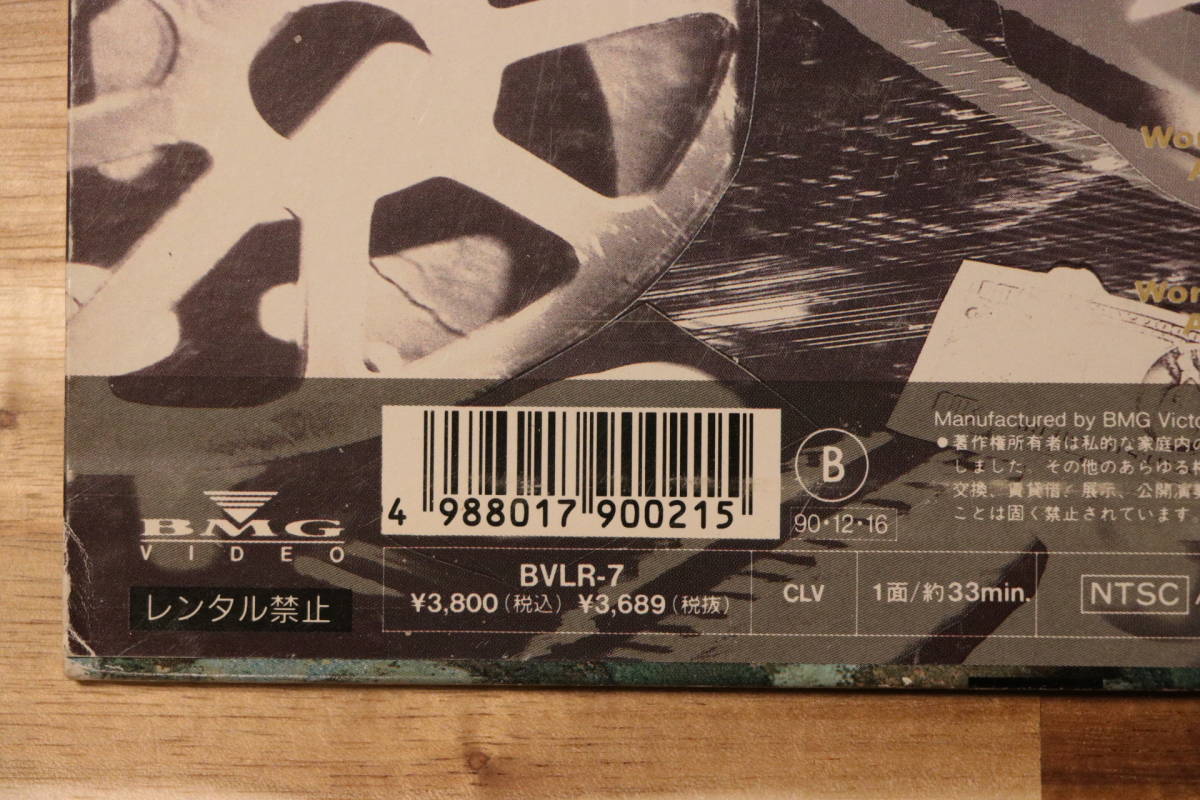 Manufactured by BMG
●著作権所有者は私的な家庭内の
しました。その他のあらゆる
交換、賃貸借、展示、公開演
ことは固く禁止されています。
4 988017 900215
B
90・12・16
BMG
VIDEO
レンタル禁止
BVLR-7
¥3,800(税込) ¥3,689(税抜)
CLV
1面/約33min.
NTSC